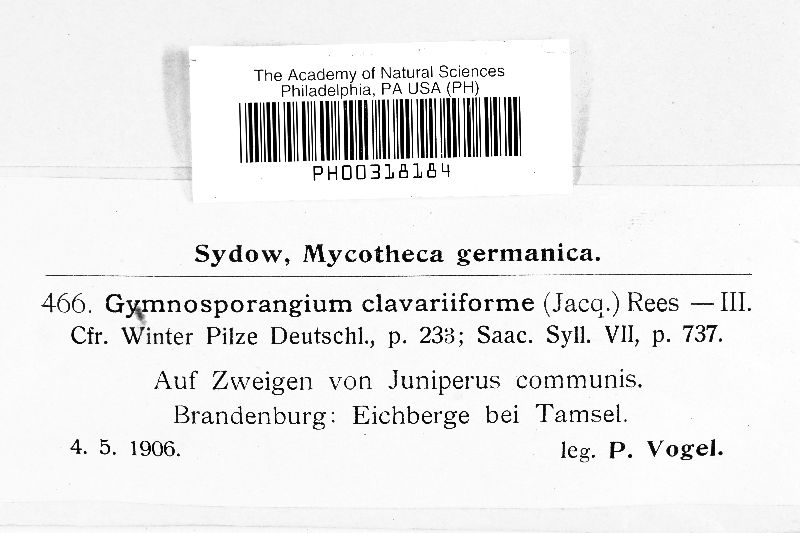 The Academy of Natural Sciences
Philadelphia, PA USA (PH)
PH00318184
Sydow, Mycotheca germanica.
466. Gymnosporangium clavariiforme (Jacq.) Rees — III.
Cfr. Winter Pilze Deutschl., p. 233; Saac. Syll. VII, p. 737.
Auf Zweigen von Juniperus communis.
Brandenburg: Eichberge bei Tamsel.
4. 5. 1906. leg. P. Vogel.